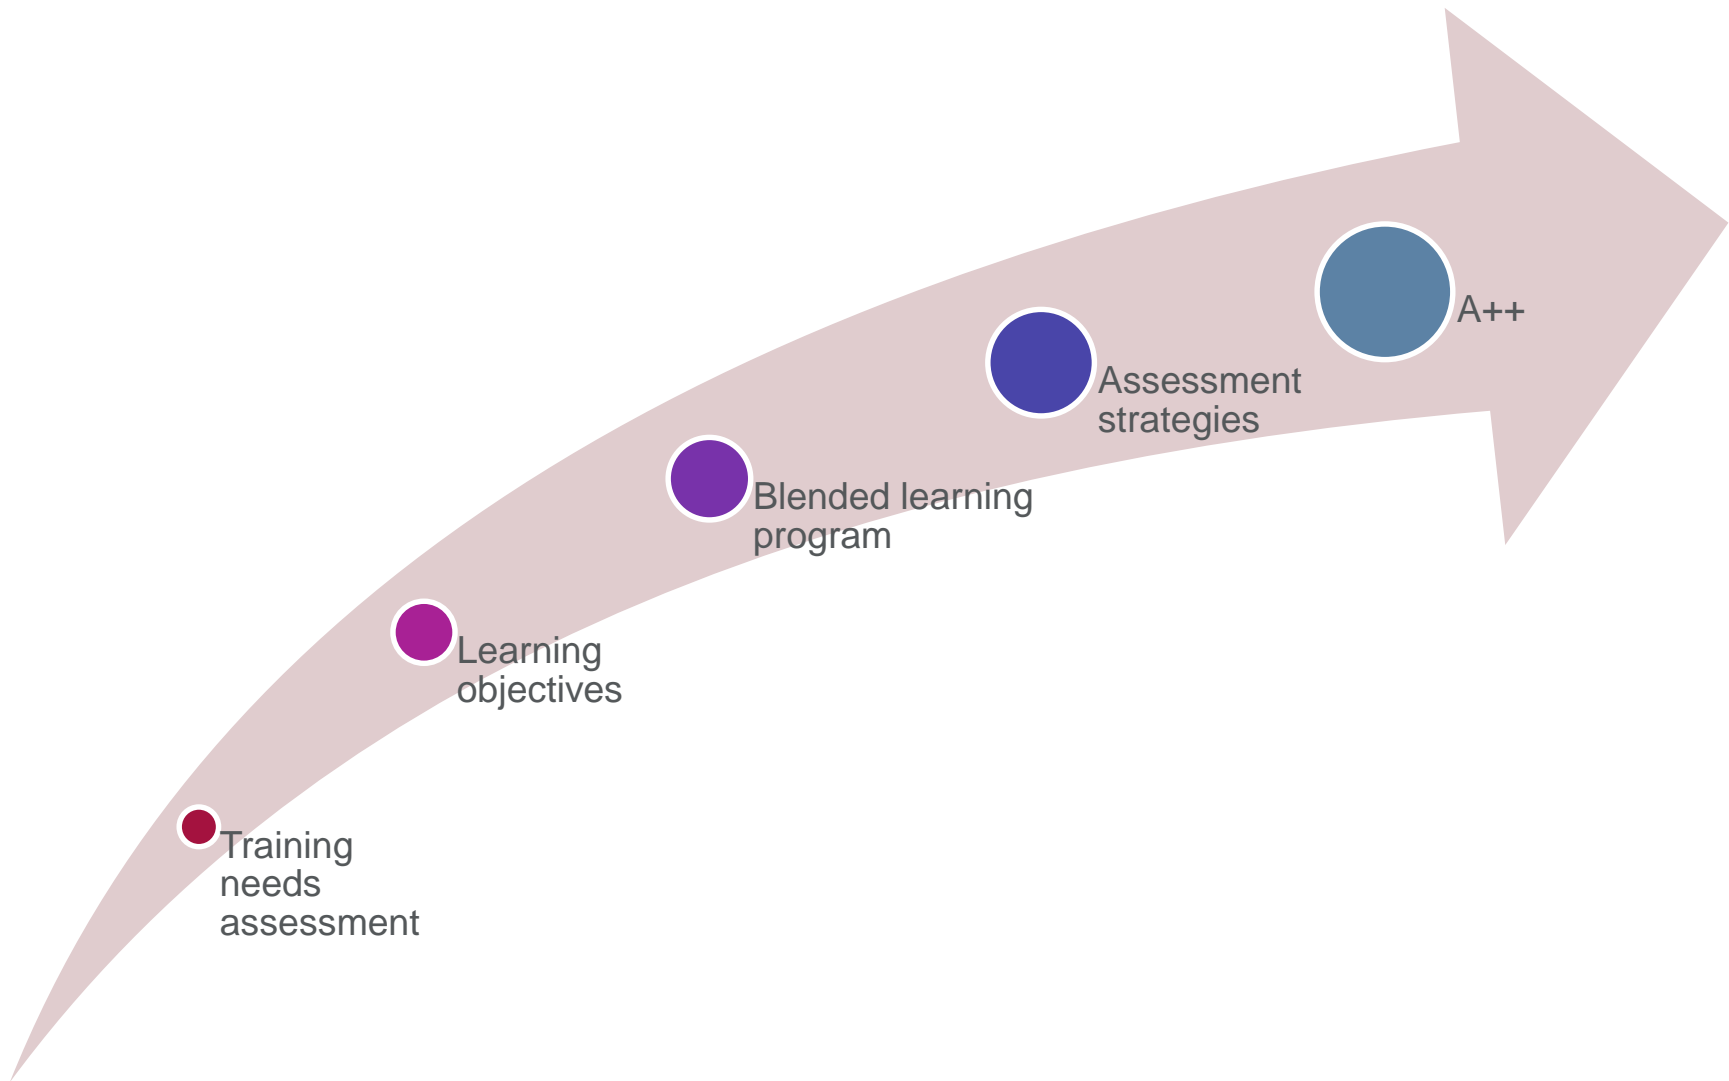 Training
needs
assessment
Learning
objectives
Blended learning
program
Assessment
strategies
A++